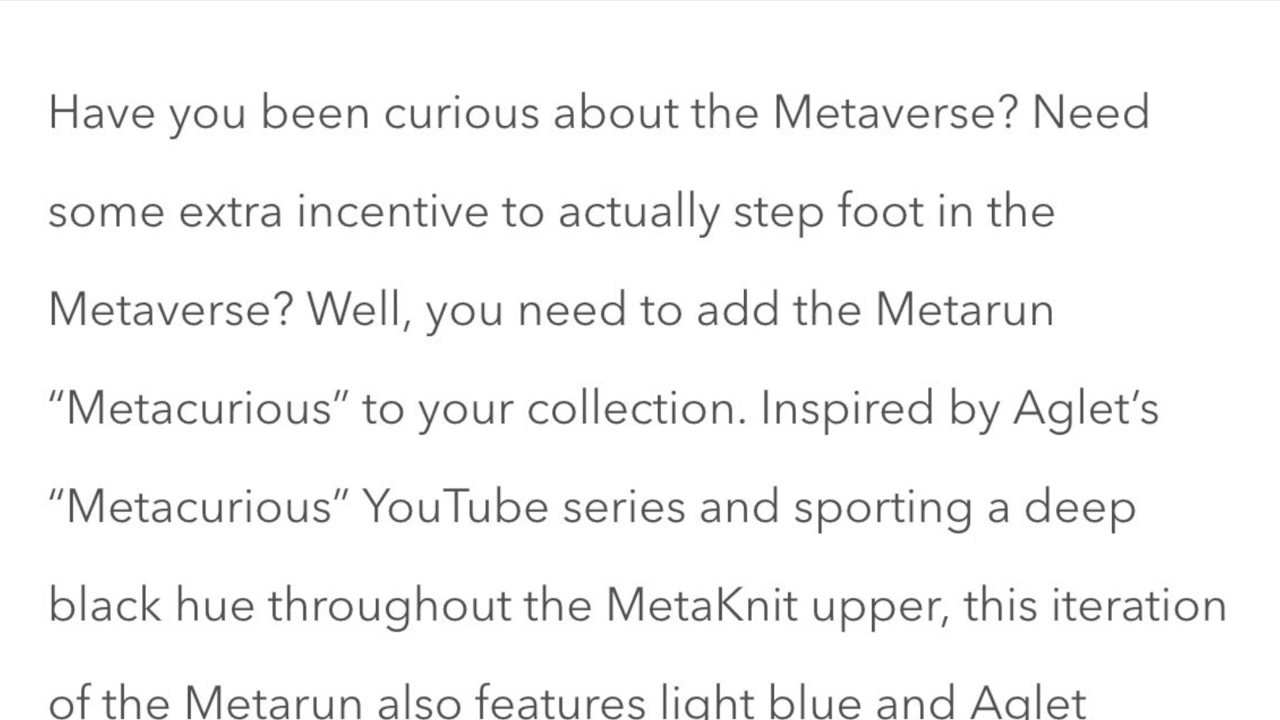 Have you been curious about the Metaverse? Need
some extra incentive to actually step foot in the
Metaverse? Well, you need to add the Metarun
“Metacurious” to your collection. Inspired by Aglet’s
“Metacurious” YouTube series and sporting a deep
black hue throughout the MetaKnit upper, this iteration
of the Metarun also features light blue and Aglet